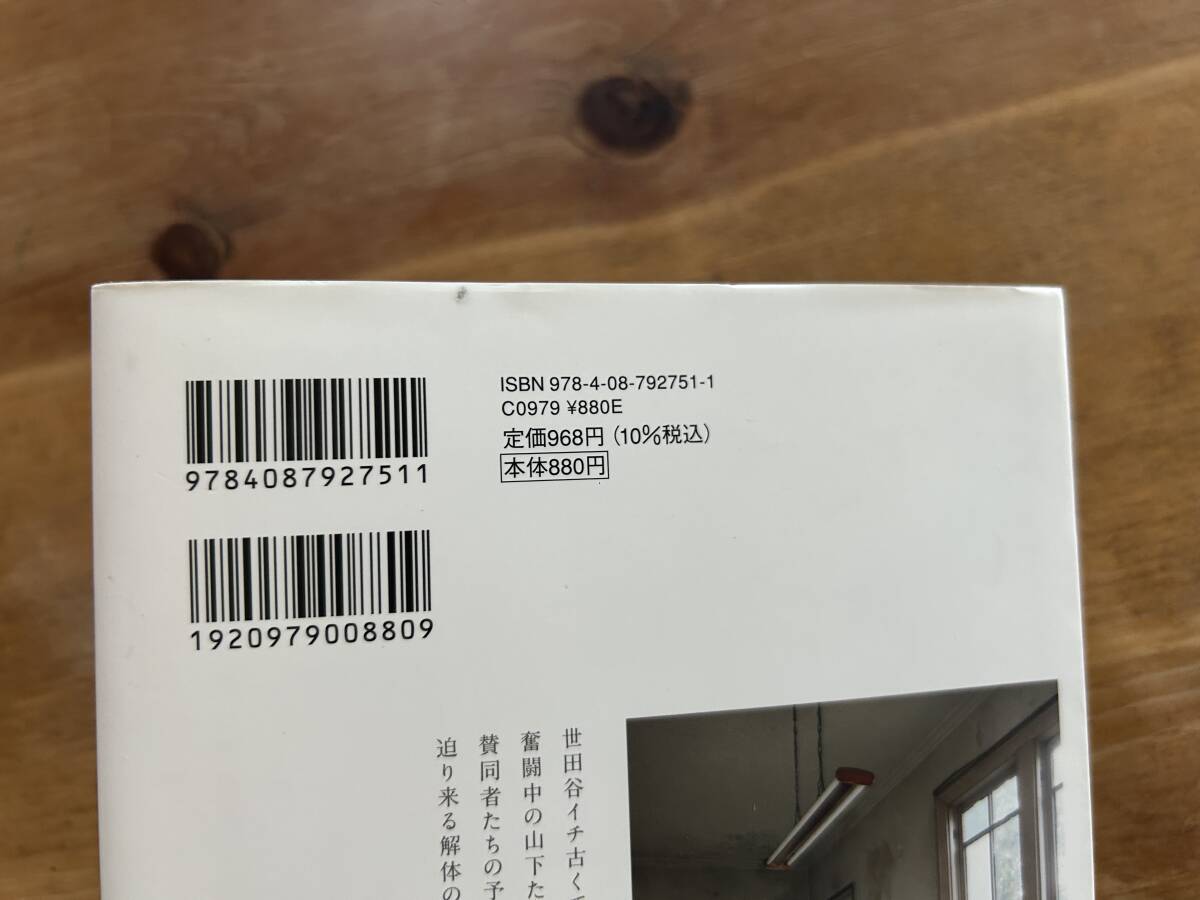 ISBN 978-4-08-792751-1
C0979 ¥880E
定価968円(10%税込)
本体880円
9784087927511
1920979008809
世田谷イチ古く
奮闘中の山下た
賛同者たちの予
迫り来る解体の